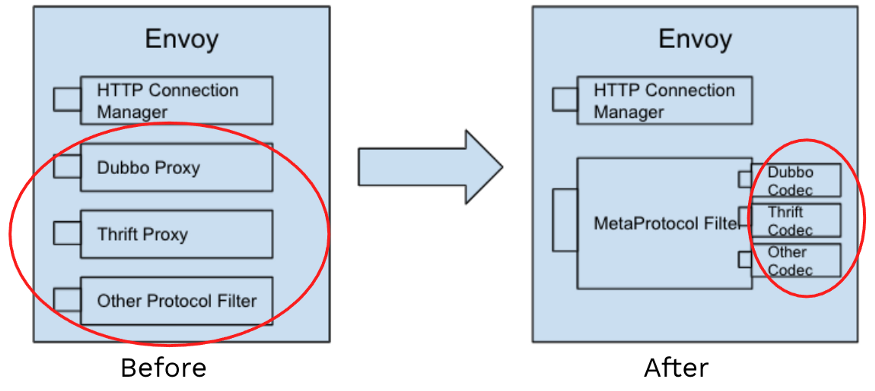 Envoy
HTTP Connection
Manager
Dubbo Proxy
Thrift Proxy
Other Protocol Filter
Before
Envoy
HTTP Connection
Manager
MetaProtocol Filter
Dubbo
Codec
Thrift
Codec
Other
Codec
After